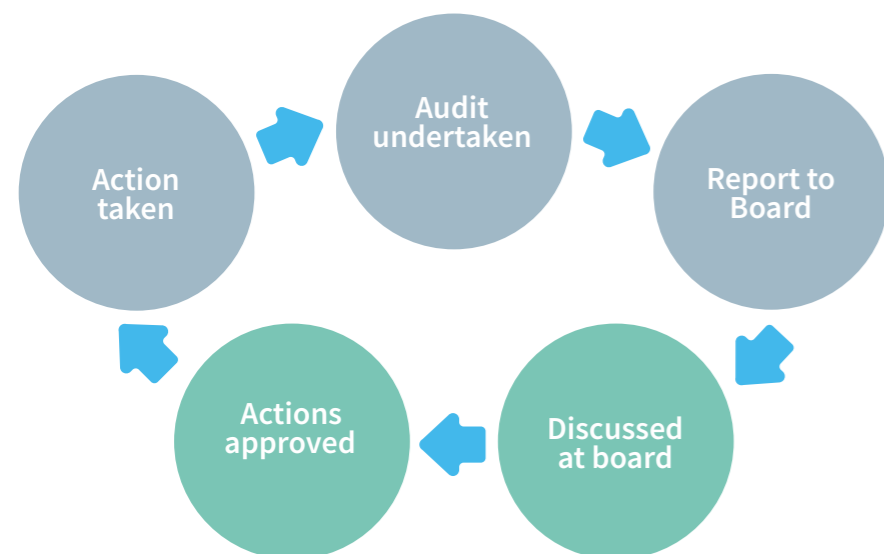 Audit
undertaken
Report to
Board
Discussed
at board
Actions
approved
Action
taken